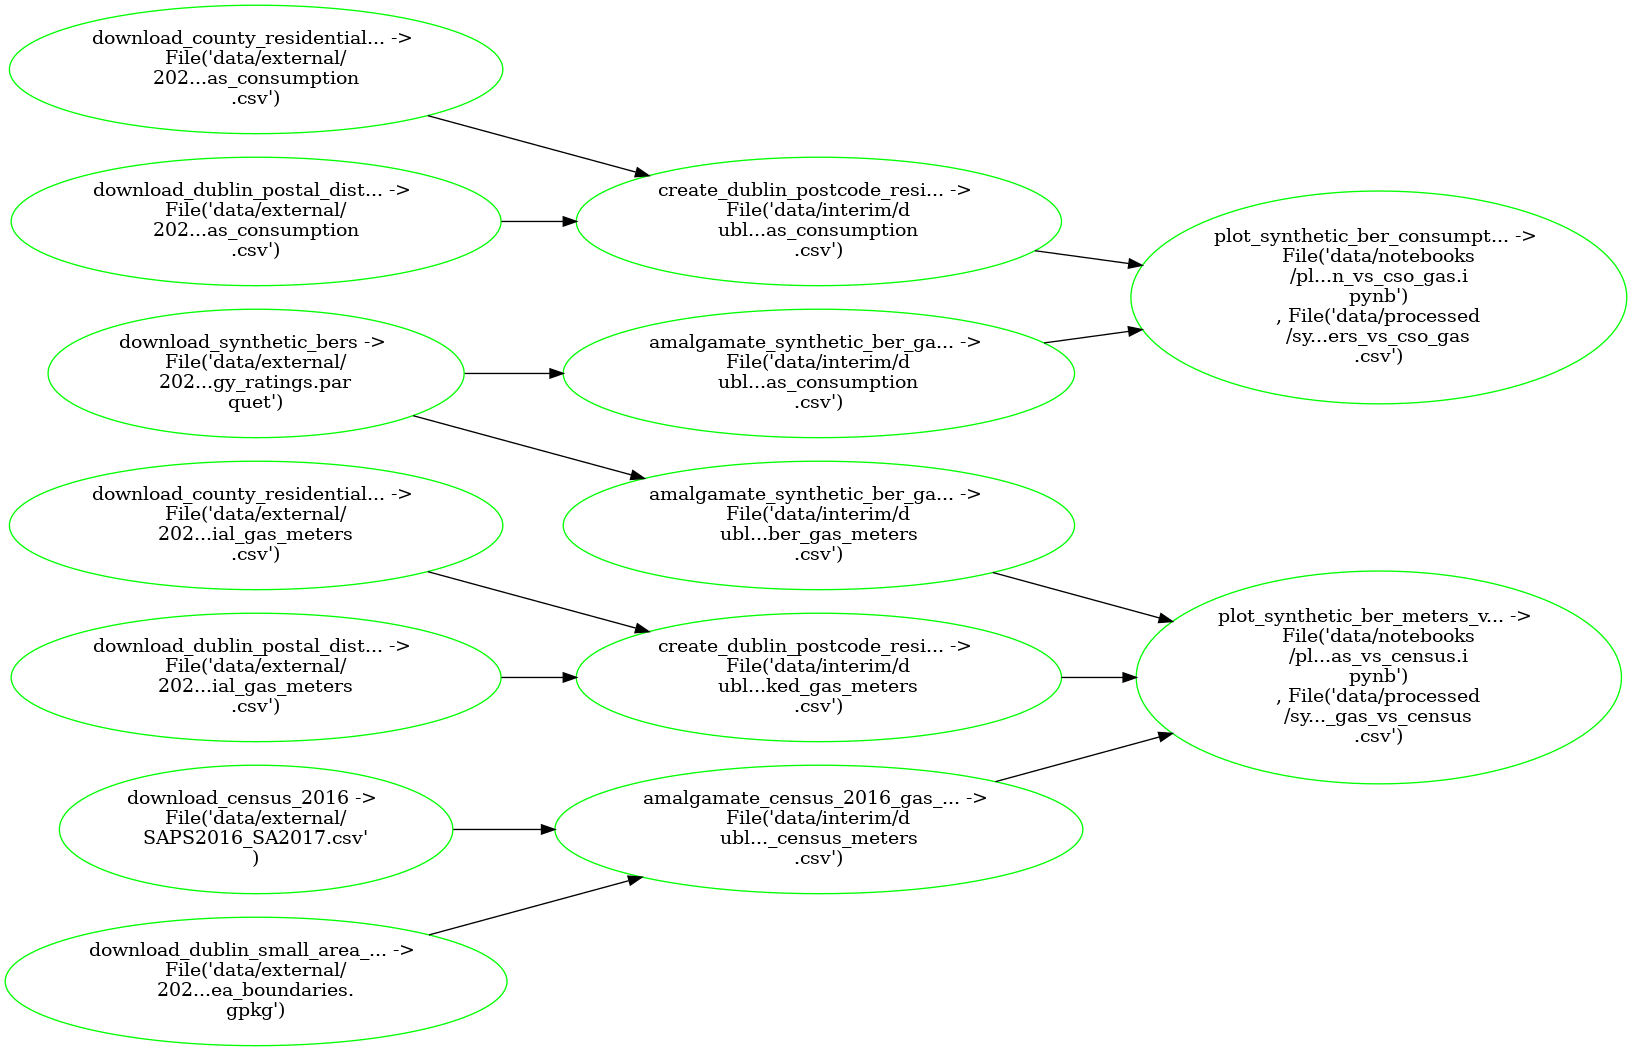 download_county_residential... ->
File('data/external/
202...as_consumption
.csv')
download_dublin_postal_dist... ->
File('data/external/
202...as_consumption
.csv')
download_synthetic_bers ->
File('data/external/
202...gy_ratings.par
quet')
download_county_residential... ->
File('data/external/
202...ial_gas_meters
.csv')
download_dublin_postal_dist... ->
File('data/external/
202...ial_gas_meters
.csv')
download_census_2016 ->
File('data/external/
SAPS2016_SA2017.csv'
)
download_dublin_small_area_... ->
File('data/external/
202...ea_boundaries.
gpkg')
create_dublin_postcode_resi... ->
File('data/interim/d
ubl...as_consumption
.csv')
amalgamate_synthetic_ber_ga... ->
File('data/interim/d
ubl...as_consumption
.csv')
amalgamate_synthetic_ber_ga... ->
File('data/interim/d
ubl...ber_gas_meters
.csv')
create_dublin_postcode_resi... ->
File('data/interim/d
ubl...ked_gas_meters
.csv')
amalgamate_census_2016_gas_... ->
File('data/interim/d
ubl..._census_meters
.csv')
plot_synthetic_ber_consumpt... ->
File('data/notebooks
/pl...n_vs_cso_gas.i
pynb')
, File('data/processed
/sy...ers_vs_cso_gas
.csv')
plot_synthetic_ber_meters_v... ->
File('data/notebooks
/pl...as_vs_census.i
pynb')
, File('data/processed
/sy..._gas_vs_census
.csv')